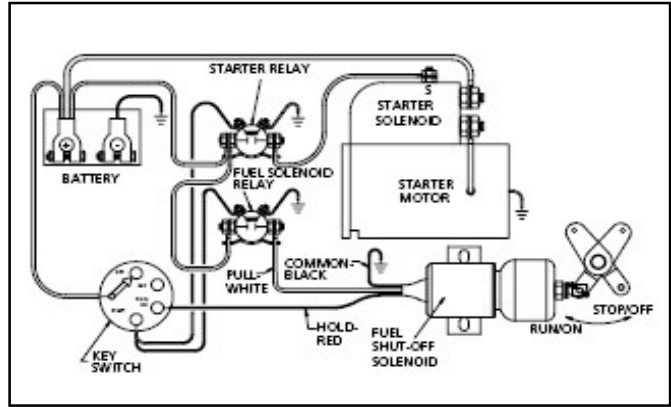 STARTER RELAY
S
STARTER
SOLENOID
+
-
BATTERY
FUEL SOLENOID
RELAY
STARTER
MOTOR
COMMON-
BLACK
PULL-
WHITE
STOP/OFF
RUN/ON
HOLD-
RED
FUEL
SHUT-OFF
SOLENOID
KEY
SWITCH